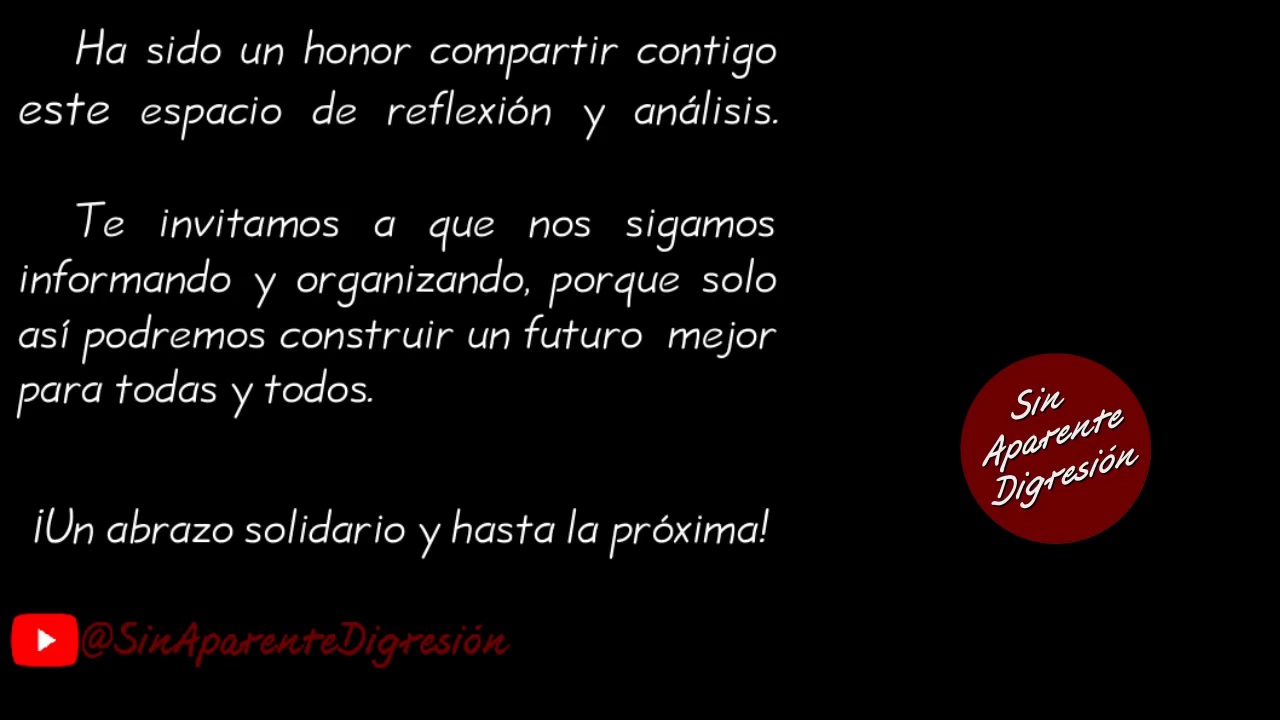 Ha sido un honor compartir contigo
este espacio de reflexión y análisis.
Te invitamos a que nos sigamos
informando y organizando, porque solo
así podremos construir un futuro mejor
para todas y todos.
¡Un abrazo solidario y hasta la próxima!
@SinAparenteDigresión
Sin
Aparente
Digresión